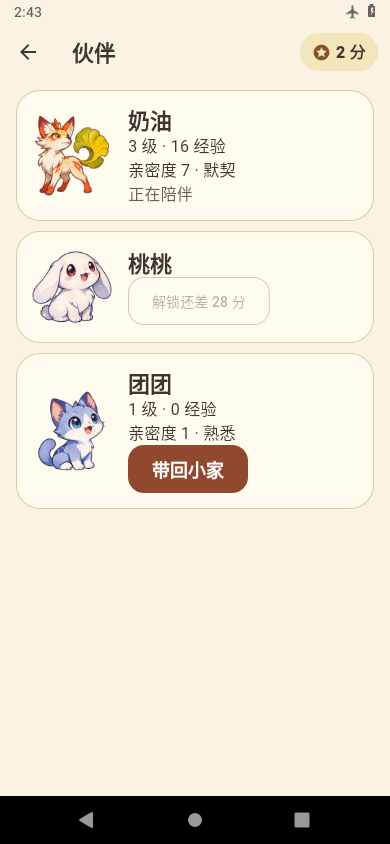 2:43
伙伴
2 分
奶油
3 级 · 16 经验
亲密度 7 · 默契
正在陪伴
桃桃
解锁还差 28 分
团团
1 级 · 0 经验
亲密度 1 · 熟悉
带回小家